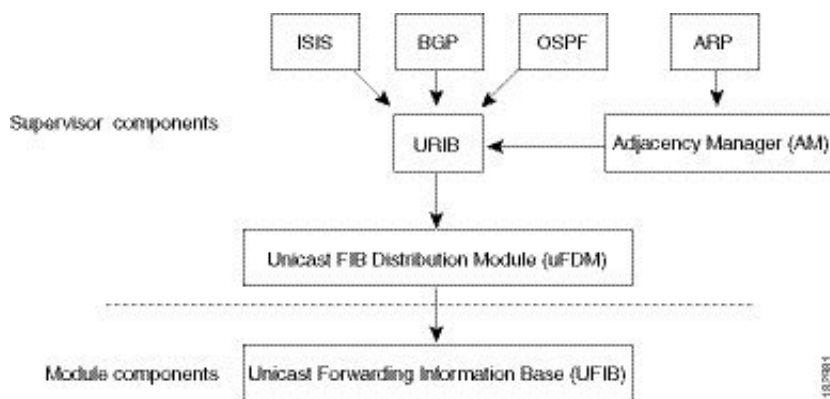 ISIS
BGP
OSPF
ARP
Supervisor components
URIB
Adjacency Manager (AM)
Unicast FIB Distribution Module (uFDM)
Module components
Unicast Forwarding Information Base (UFIB)
182981